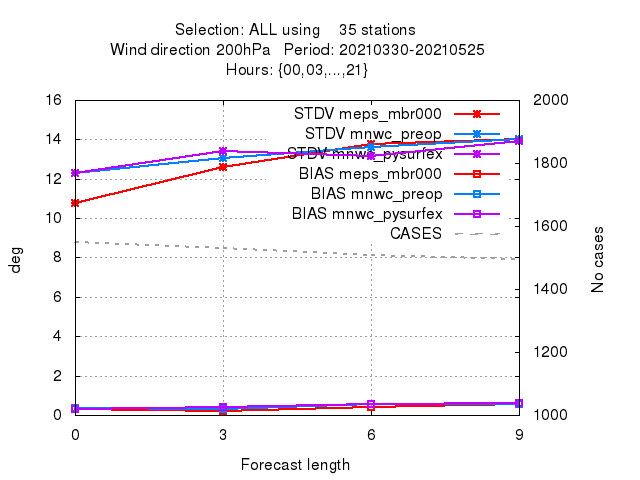 Selection: ALL using    35 stations
Wind direction 200hPa   Period: 20210330-20210525
Hours: {00,03,...,21}
16 2000
STDV meps_mbr000
14 STDV mnwc_preop
STDV mnwc_pysurfex 1800
12 BIAS meps_mbr000
BIAS mnwc_preop
10 BIAS mnwc_pysurfex 1600
CASES
8
6 1400
4
1200
2
0 1000
0 3 6 9
deg
No cases
Forecast length